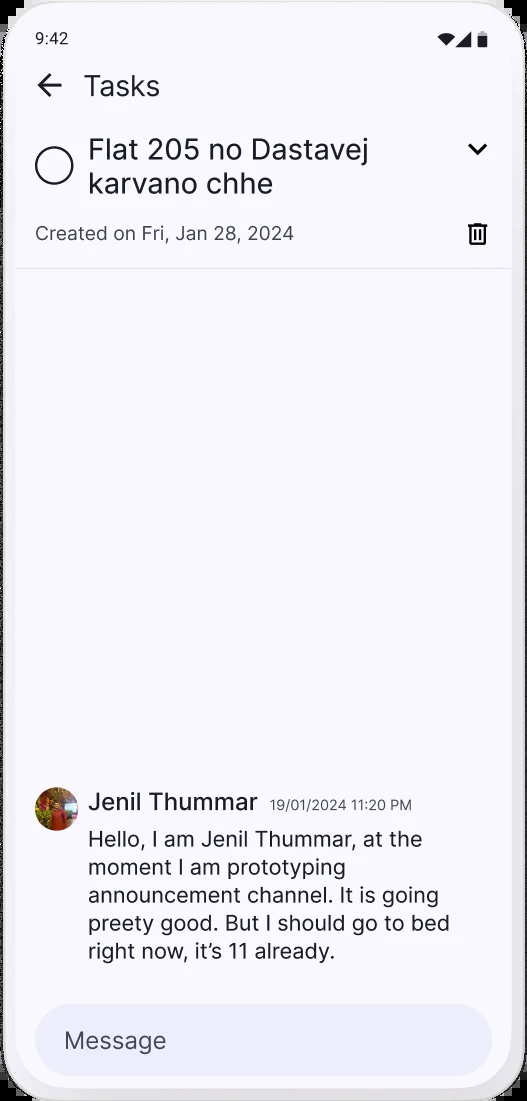 9:42
Tasks
Flat 205 no Dastavej
karvano chhe
Created on Fri, Jan 28, 2024
Jenil Thummar 19/01/2024 11:20 PM
Hello, I am Jenil Thummar, at the
moment I am prototyping
announcement channel. It is going
preety good. But I should go to bed
right now, it’s 11 already.
Message